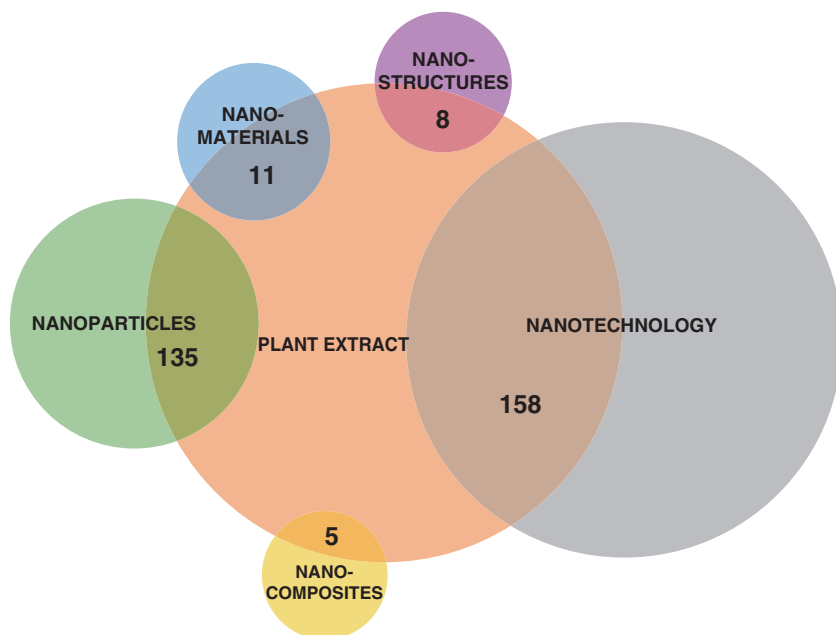 NANO-
STRUCTURES
8
NANO-
MATERIALS
11
NANOPARTICLES
135
PLANT EXTRACT
NANOTECHNOLOGY
158
5
NANO-
COMPOSITES